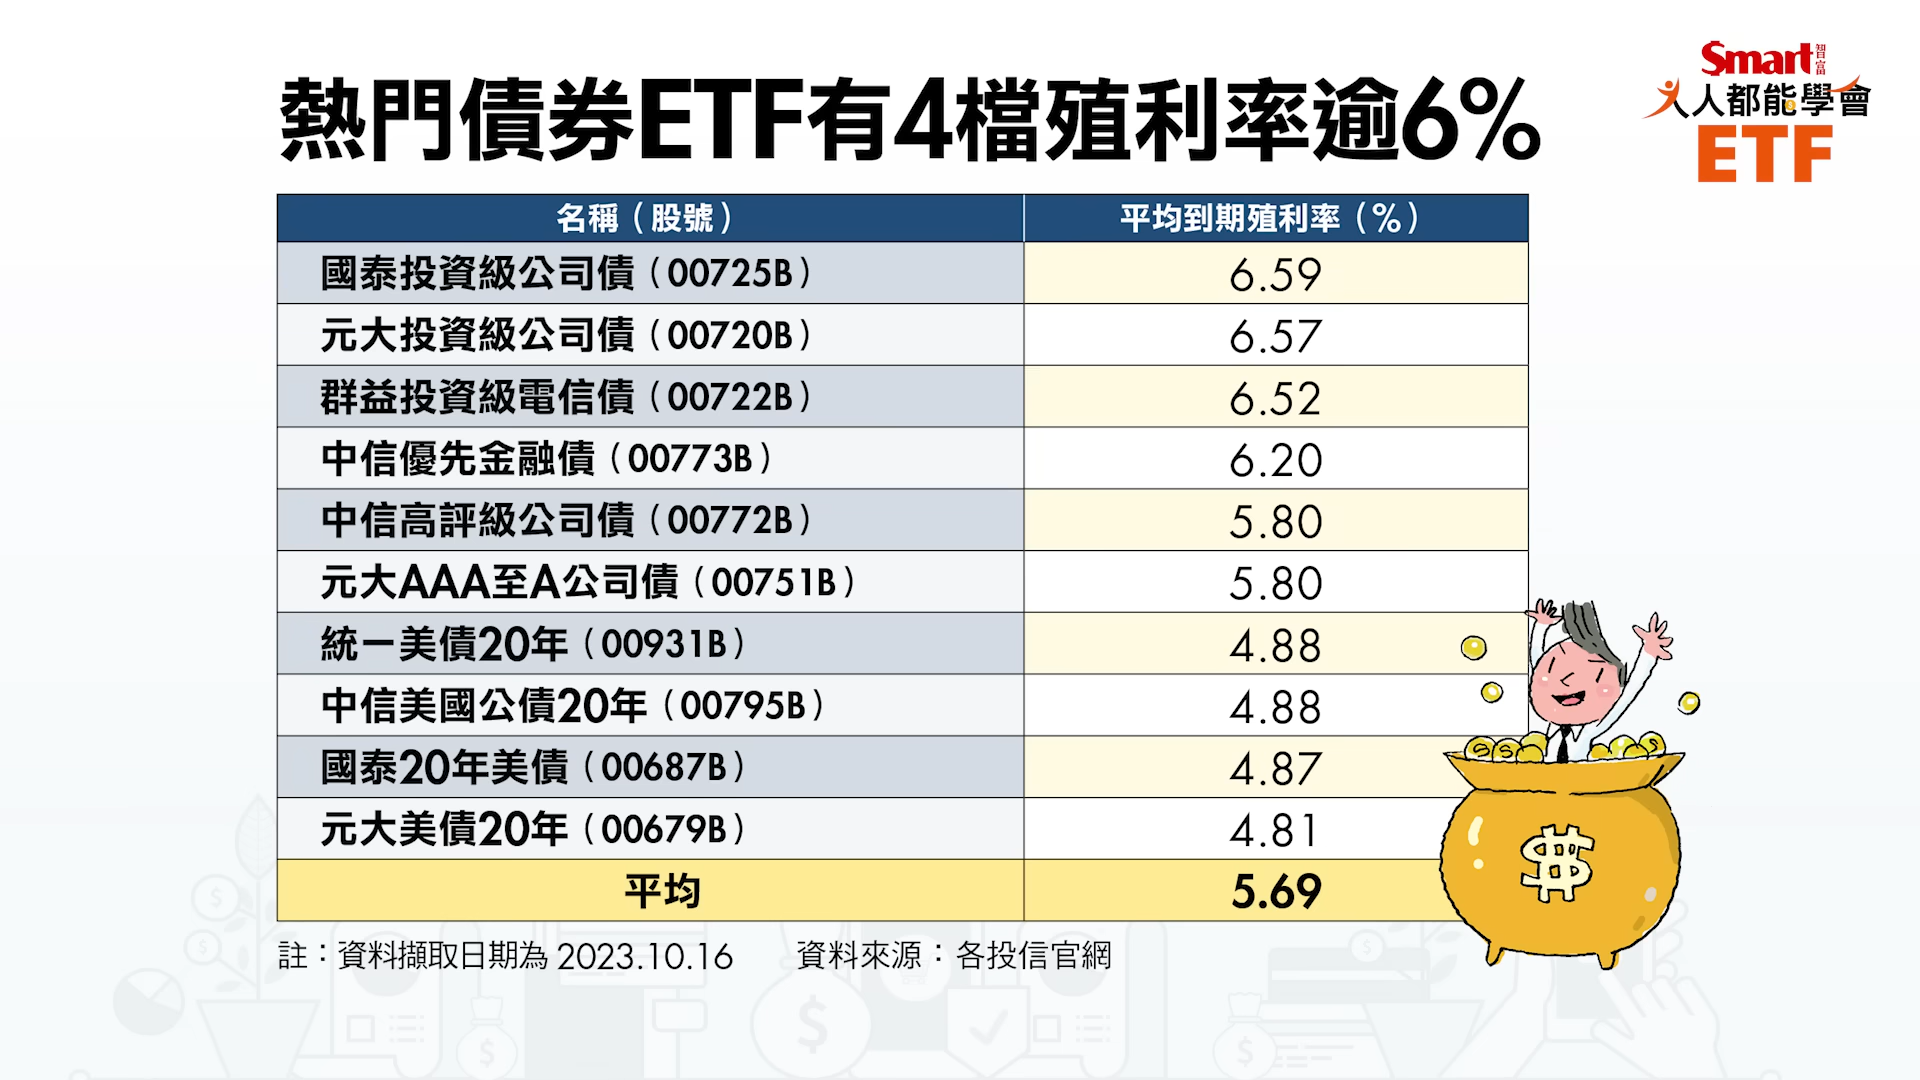 Smart智富
人人都能學會
ETF
熱門債券ETF有4檔殖利率逾6%
名稱（股號） 平均到期殖利率（%）
國泰投資級公司債（00725B） 6.59
元大投資級公司債（00720B） 6.57
群益投資級電信債（00722B） 6.52
中信優先金融債（00773B） 6.20
中信高評級公司債（00772B） 5.80
元大AAA至A公司債（00751B） 5.80
統一美債20年（00931B） 4.88
中信美國公債20年（00795B） 4.88
國泰20年美債（00687B） 4.87
元大美債20年（00679B） 4.81
平均 5.69
註：資料擷取日期為 2023.10.16 資料來源：各投信官網